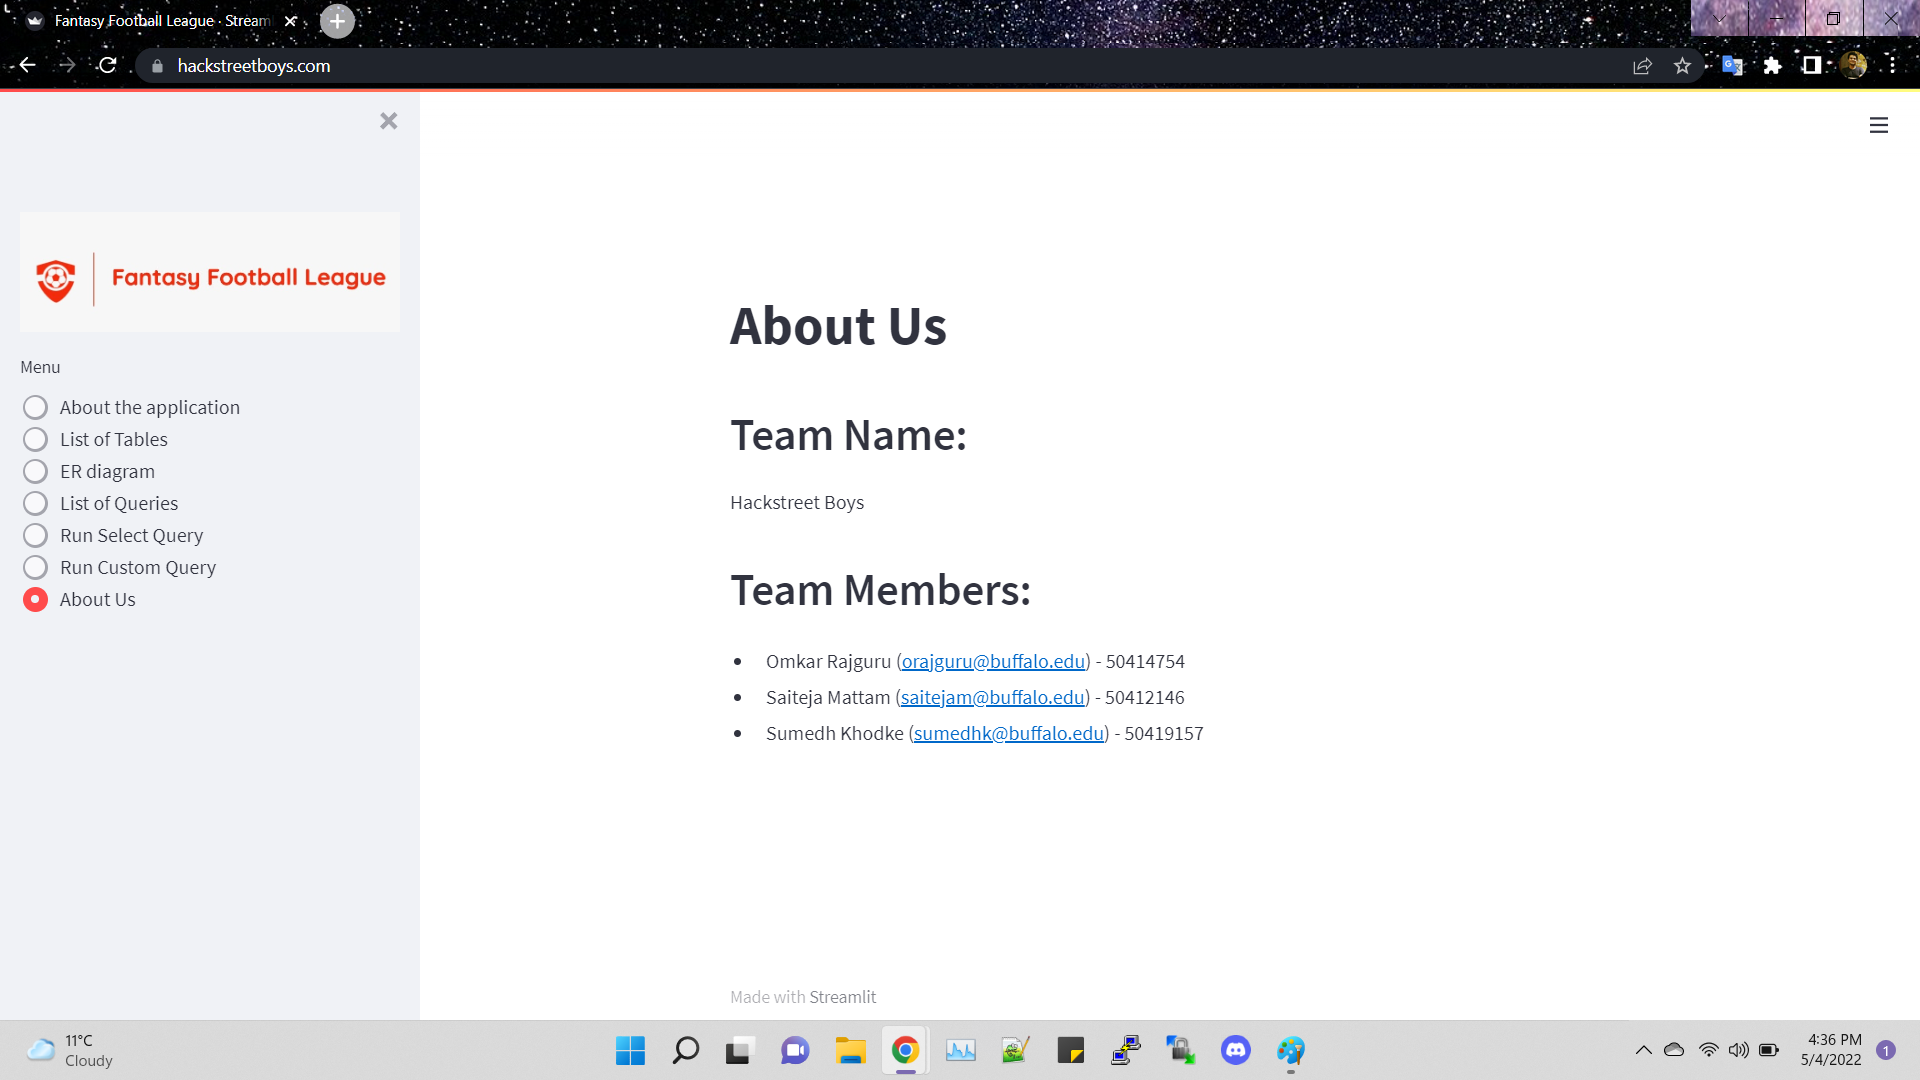 Fantasy Football League · Stream
hackstreetboys.com
Fantasy Football League
Menu
About the application
List of Tables
ER diagram
List of Queries
Run Select Query
Run Custom Query
About Us
About Us
Team Name:
Hackstreet Boys
Team Members:
Omkar Rajguru (orajguru@buffalo.edu) - 50414754
Saiteja Mattam (saitejam@buffalo.edu) - 50412146
Sumedh Khodke (sumedhk@buffalo.edu) - 50419157
Made with Streamlit
11°C
Cloudy
4:36 PM
5/4/2022
1